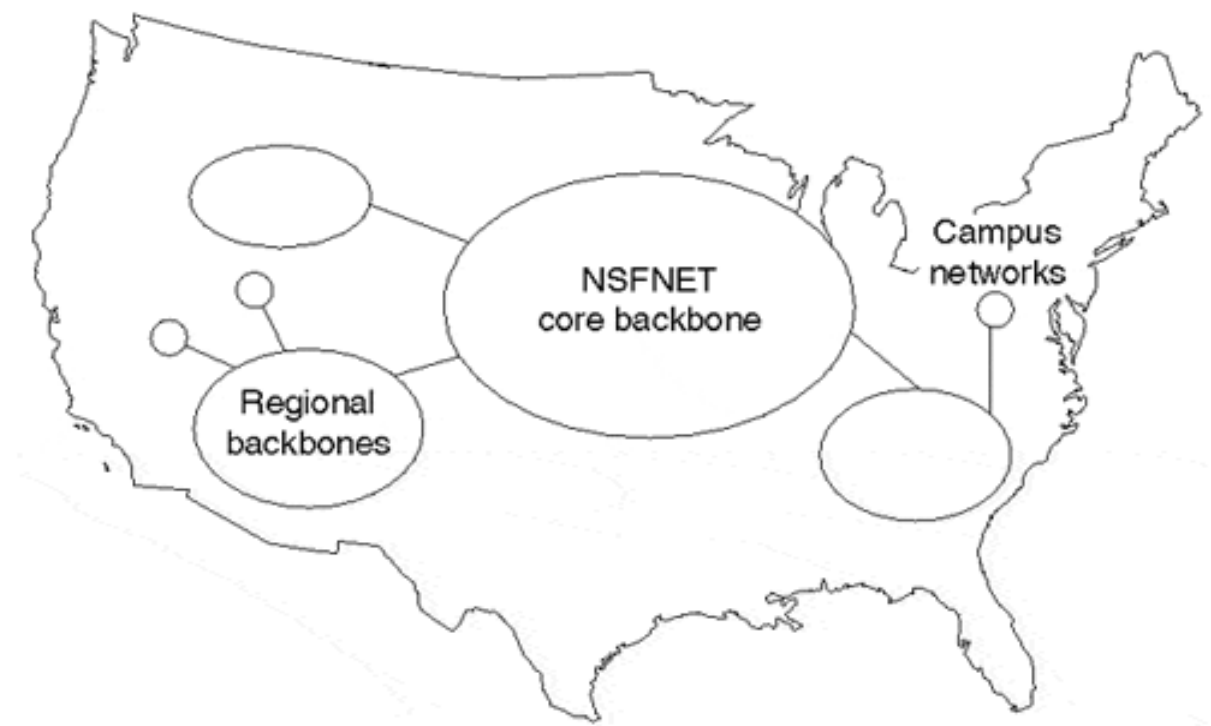 NSFNET
core backbone
Campus
networks
Regional
backbones